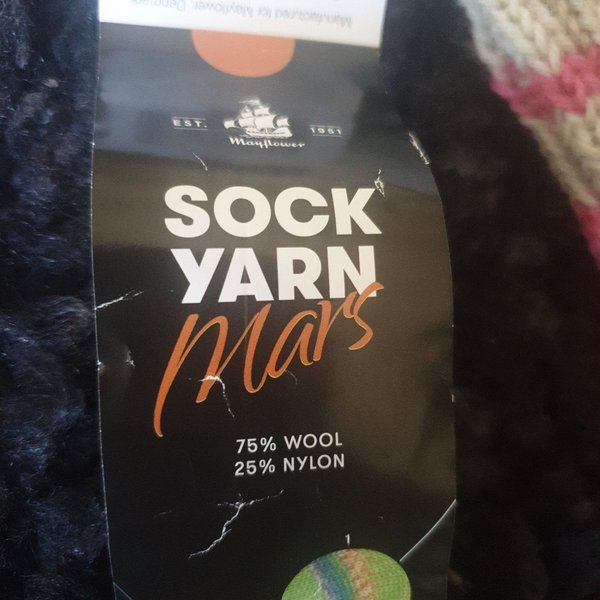 Manufactured for Mayflower, Denmark
EST. 1951
Mayflower
SOCK
YARN
Mars
75% WOOL
25% NYLON
1